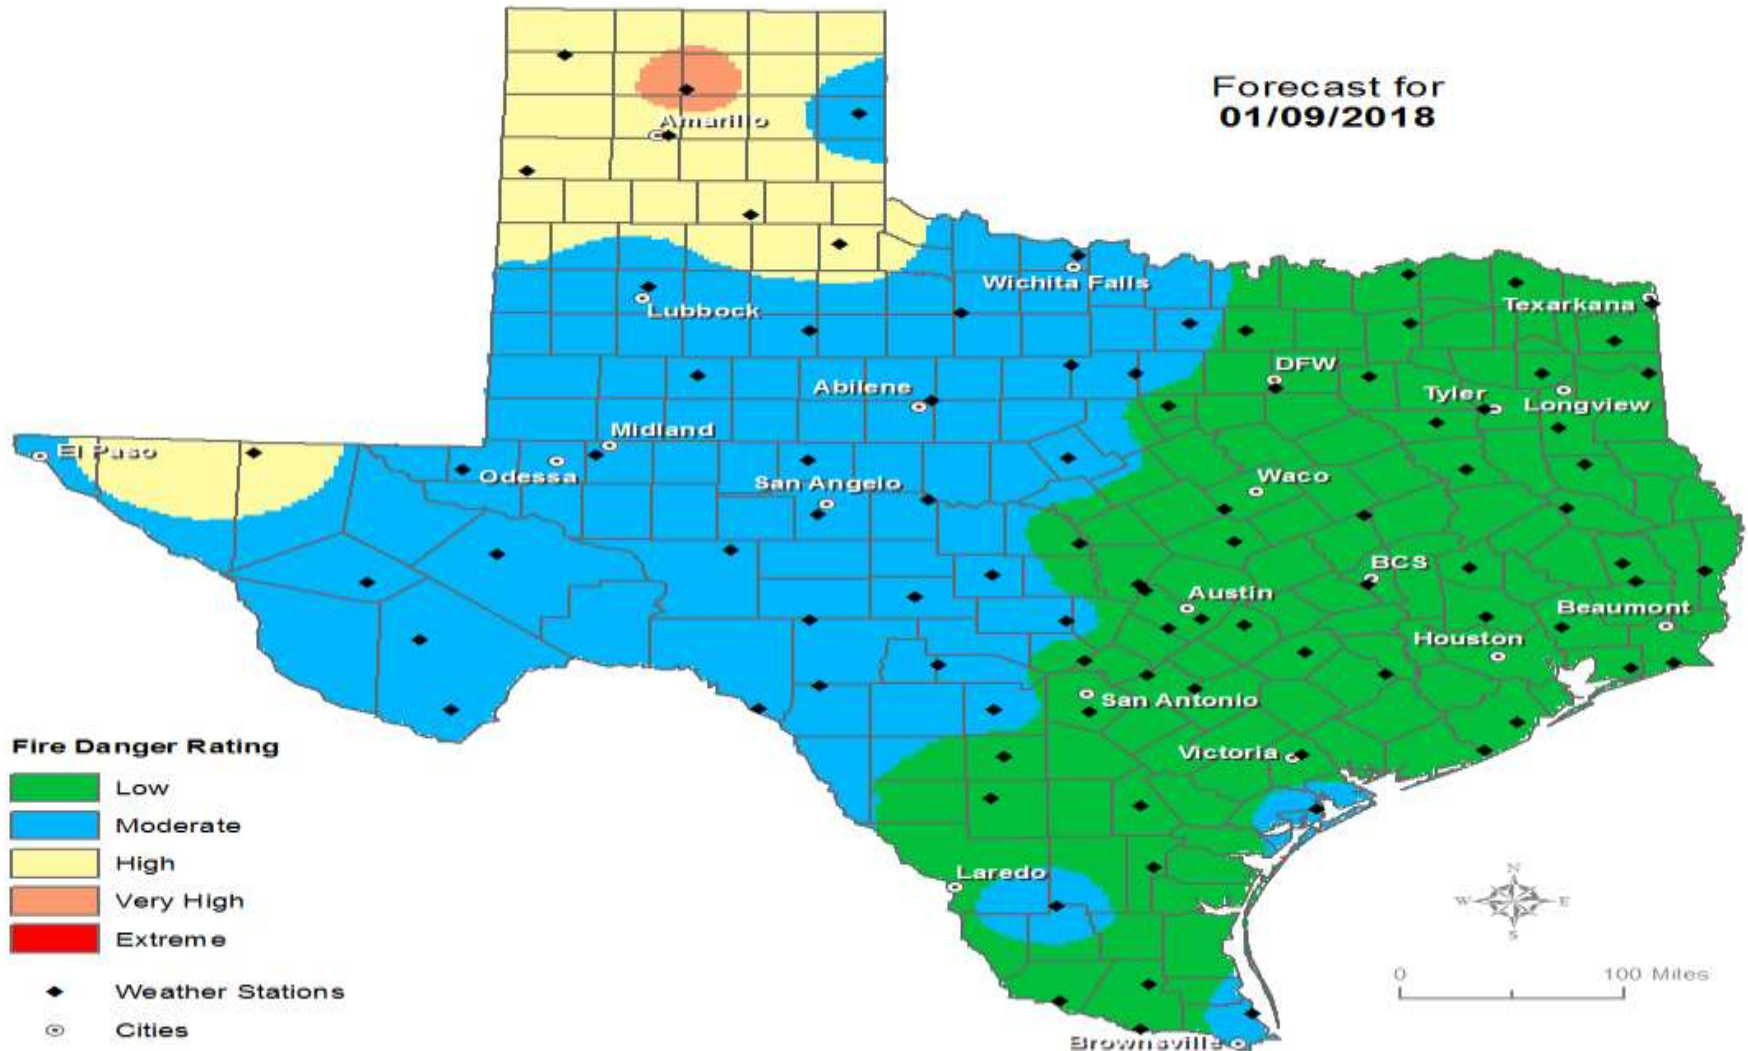 Forecast for
01/09/2018
Amarillo
Wichita Falls
Lubbock
Texarkana
DFW
Abilene
Tyler
Longview
Midland
El Paso
Odessa
San Angelo
Waco
BCS
Austin
Beaumont
Houston
San Antonio
Victoria
Laredo
Brownsville
Fire Danger Rating
Low
Moderate
High
Very High
Extreme
Weather Stations
Cities
N
W E
S
0 100 Miles